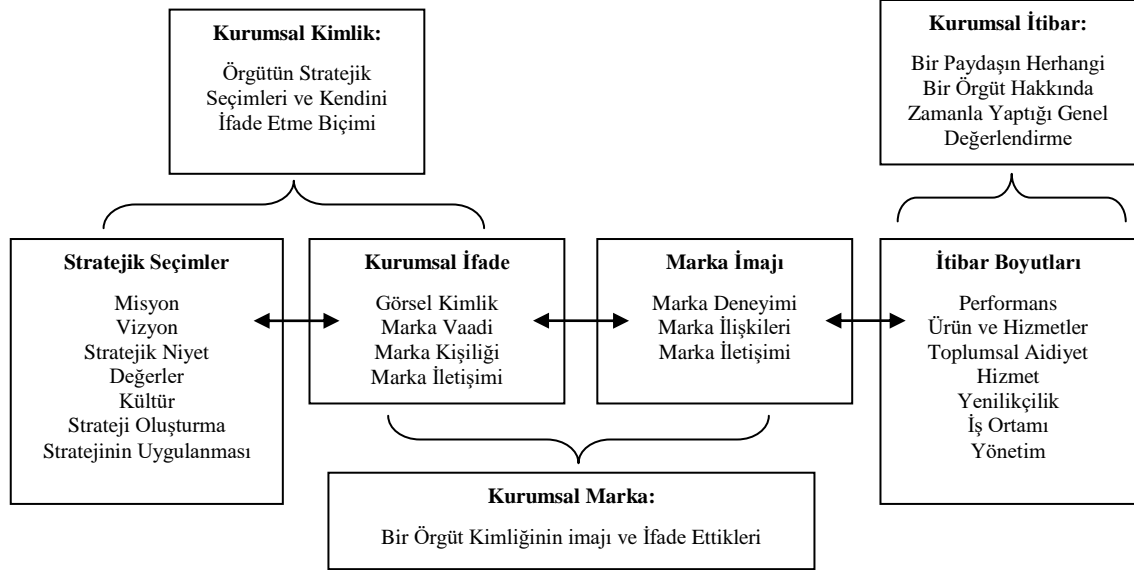 Kurumsal Kimlik:
Örgütün Stratejik
Seçimleri ve Kendini
İfade Etme Biçimi
Kurumsal İtibar:
Bir Paydaşın Herhangi
Bir Örgüt Hakkında
Zamanla Yaptığı Genel
Değerlendirme
Stratejik Seçimler
Misyon
Vizyon
Stratejik Niyet
Değerler
Kültür
Strateji Oluşturma
Stratejinin Uygulanması
Kurumsal İfade
Görsel Kimlik
Marka Vaadi
Marka Kişiliği
Marka İletişimi
Marka İmajı
Marka Deneyimi
Marka İlişkileri
Marka İletişimi
İtibar Boyutları
Performans
Ürün ve Hizmetler
Toplumsal Aidiyet
Hizmet
Yenilikçilik
İş Ortamı
Yönetim
Kurumsal Marka:
Bir Örgüt Kimliğinin imajı ve İfade Ettikleri